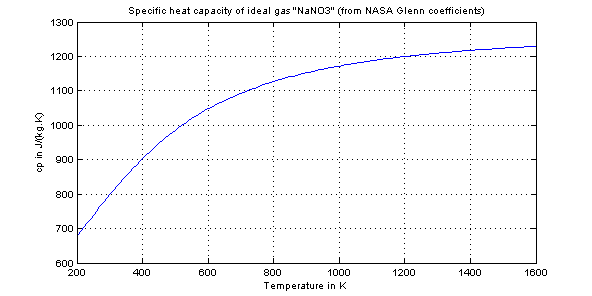 Specific heat capacity of ideal gas "NaNO3" (from NASA Glenn coefficients)
1300
1200
1100
1000
900
800
700
600
cp in J/(kg.K)
200 400 600 800 1000 1200 1400 1600
Temperature in K